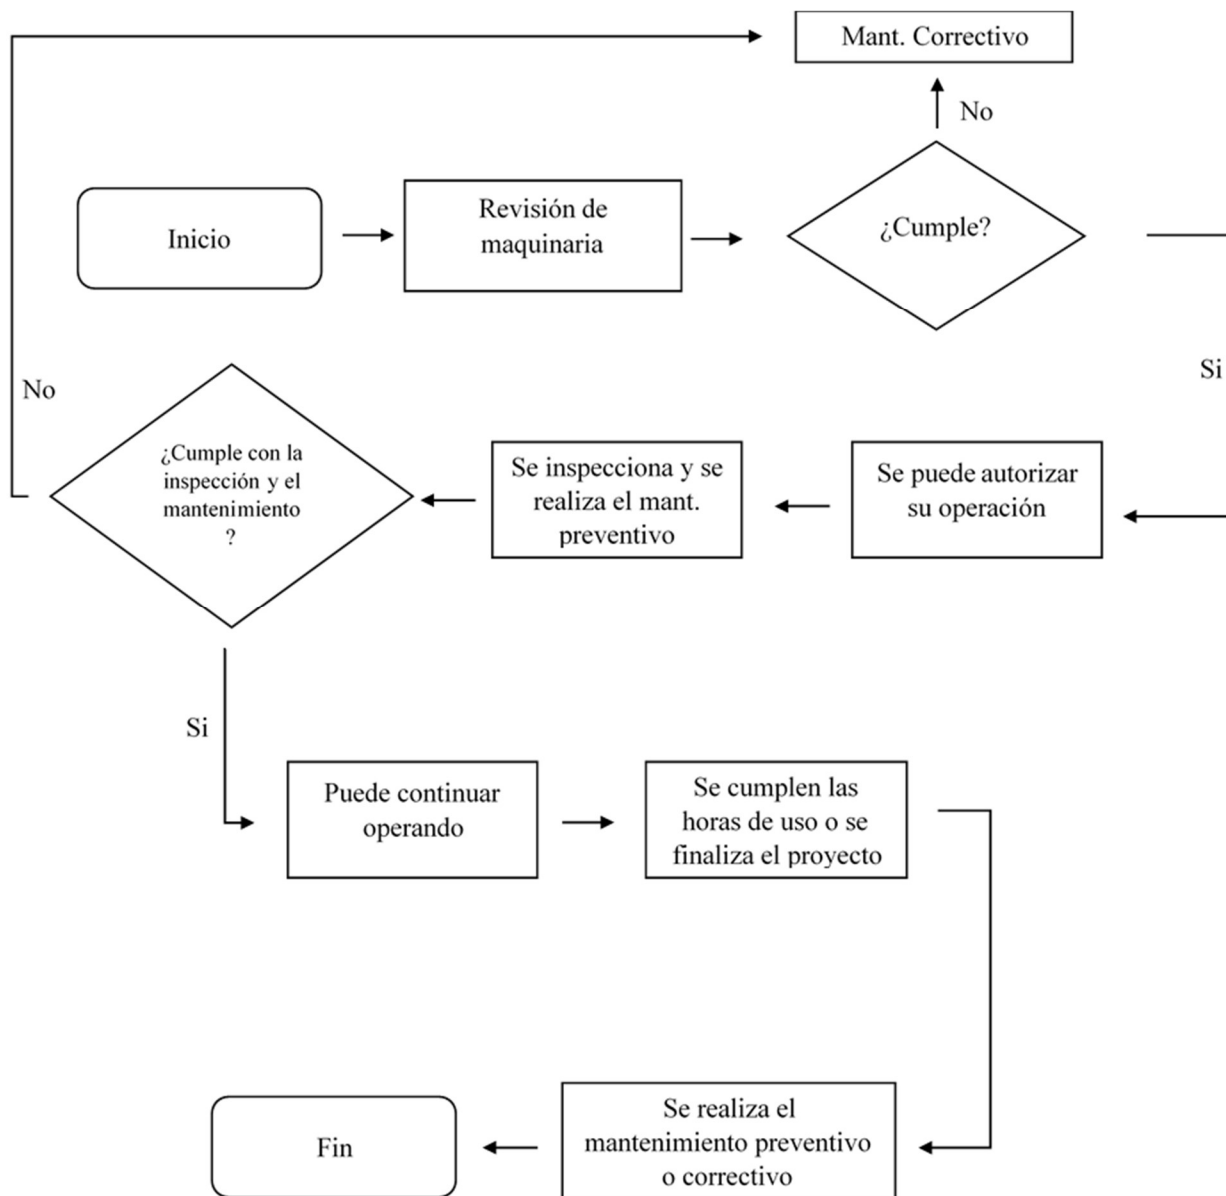 Mant. Correctivo
No
Inicio
Revisión de
maquinaria
¿Cumple?
Si
No
¿Cumple con la
inspección y el
mantenimiento
?
Se inspecciona y se
realiza el mant.
preventivo
Se puede autorizar
su operación
Si
Puede continuar
operando
Se cumplen las
horas de uso o se
finaliza el proyecto
Fin
Se realiza el
mantenimiento preventivo
o correctivo